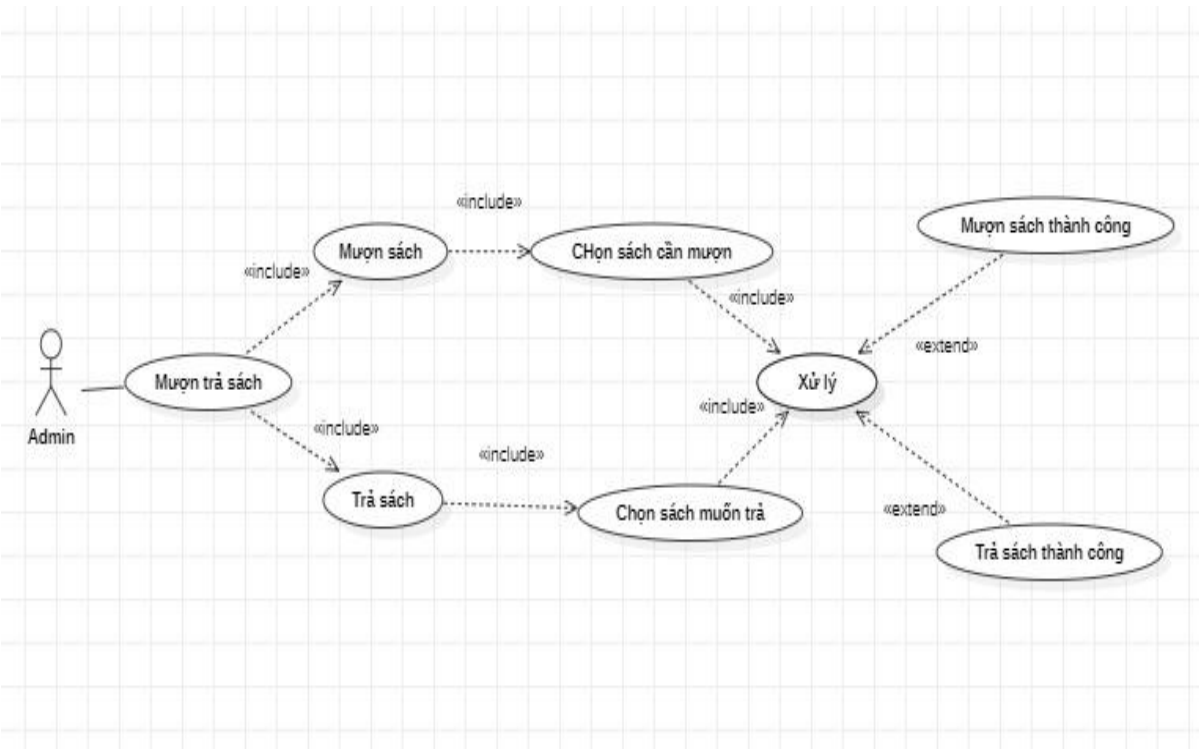 «include»
Mượn sách thành công
Mượn sách
CHọn sách cần mượn
«include»
«include»
«extend»
Mượn trả sách
Xử lý
«include»
Admin
«include»
«include»
Trả sách
Chọn sách muốn trả
«extend»
Trả sách thành công